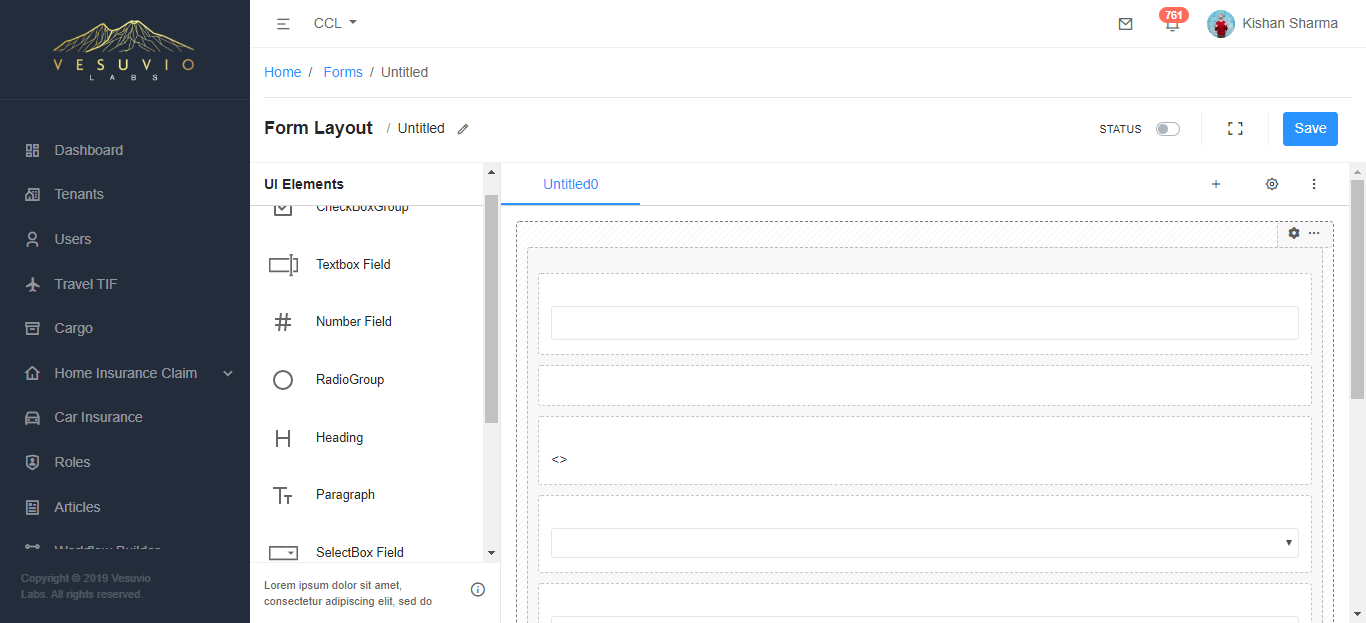 VESUVIO
LABS
CCL
761
Kishan Sharma
Home / Forms / Untitled
Form Layout / Untitled
STATUS
Save
Dashboard
Tenants
Users
Travel TIF
Cargo
Home Insurance Claim
Car Insurance
Roles
Articles
Workflow Builder
Copyright © 2019 Vesuvio
Labs. All rights reserved.
UI Elements
CheckBoxGroup
Textbox Field
Number Field
RadioGroup
Heading
Paragraph
SelectBox Field
Lorem ipsum dolor sit amet,
consectetur adipiscing elit, sed do
Untitled0
<>